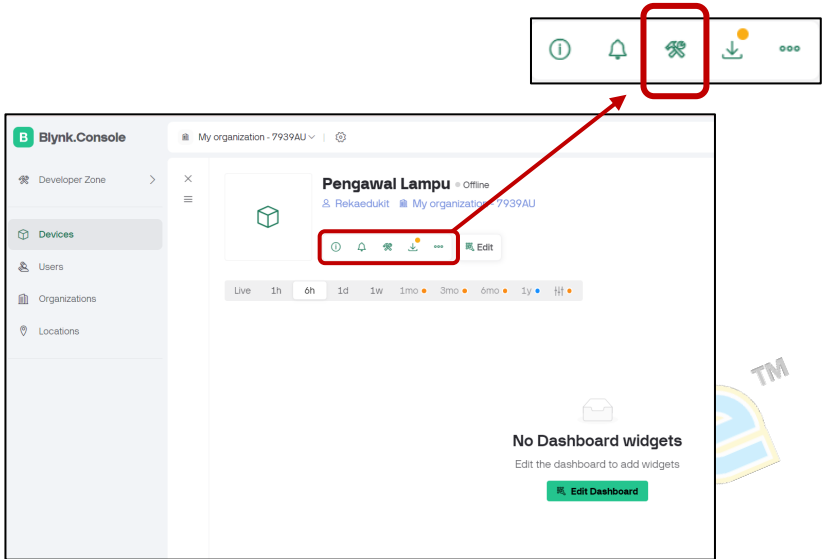 B Blynk.Console
My organization - 7939AU
Developer Zone
Pengawal Lampu Offline
Rekaedukit My organization - 7939AU
Devices
Edit
Users
Live 1h 6h 1d 1w 1mo 3mo 6mo 1y
Organizations
Locations
TM
No Dashboard widgets
Edit the dashboard to add widgets
Edit Dashboard